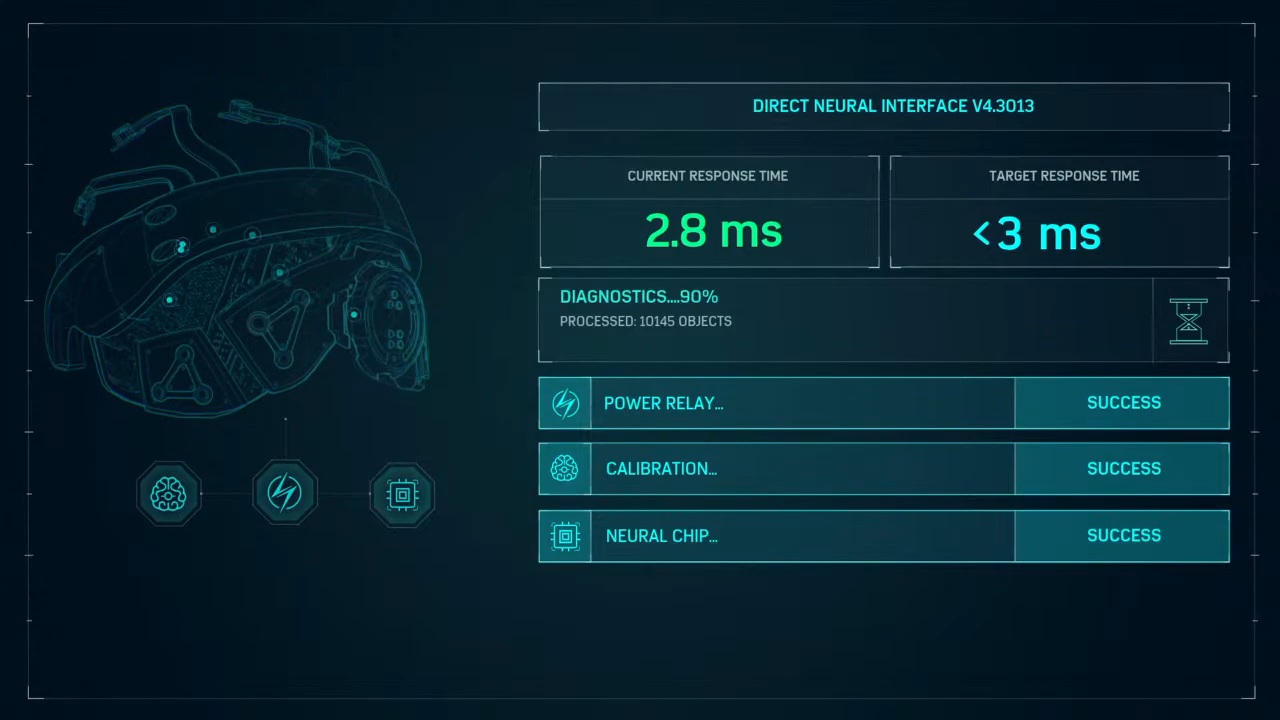 DIRECT NEURAL INTERFACE V4.3013
CURRENT RESPONSE TIME
2.8 ms
TARGET RESPONSE TIME
<3 ms
DIAGNOSTICS....90%
PROCESSED: 10145 OBJECTS
POWER RELAY...
SUCCESS
CALIBRATION...
SUCCESS
NEURAL CHIP...
SUCCESS